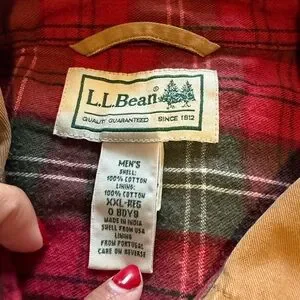 L.L.Bean®
QUALITY GUARANTEED SINCE 1912
MEN'S
SHELL:
100% COTTON
LINING:
100% COTTON
XXL-REG
0 BDY9
MADE IN INDIA
SHELL FROM USA
LINING
FROM PORTUGAL
CARE ON REVERSE